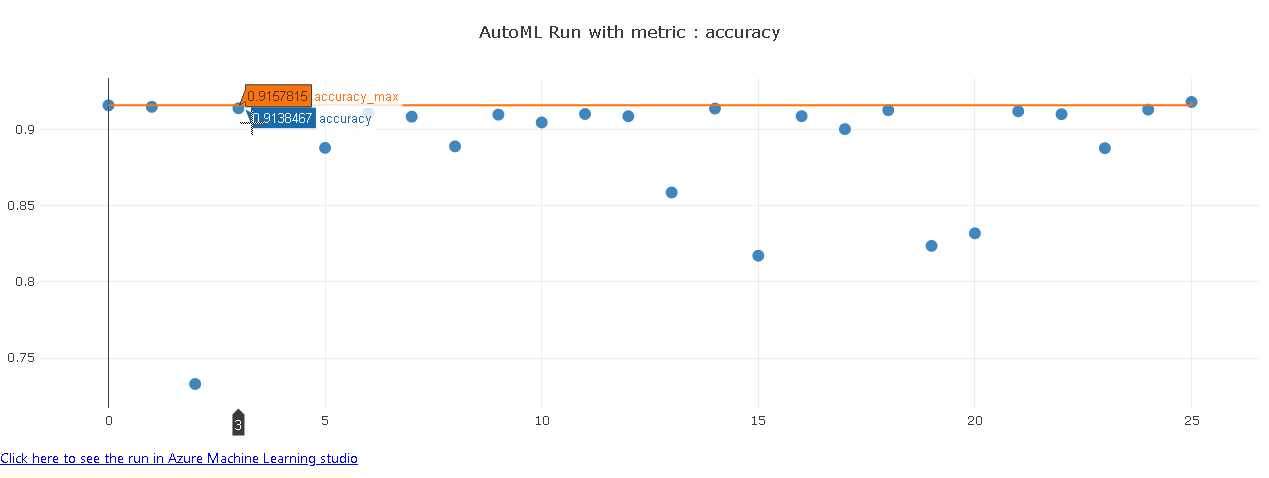 AutoML Run with metric : accuracy
0.9157815 accuracy_max
0.9138467 accuracy
0.9
0.85
0.8
0.75
0 5 10 15 20 25
3
Click here to see the run in Azure Machine Learning studio